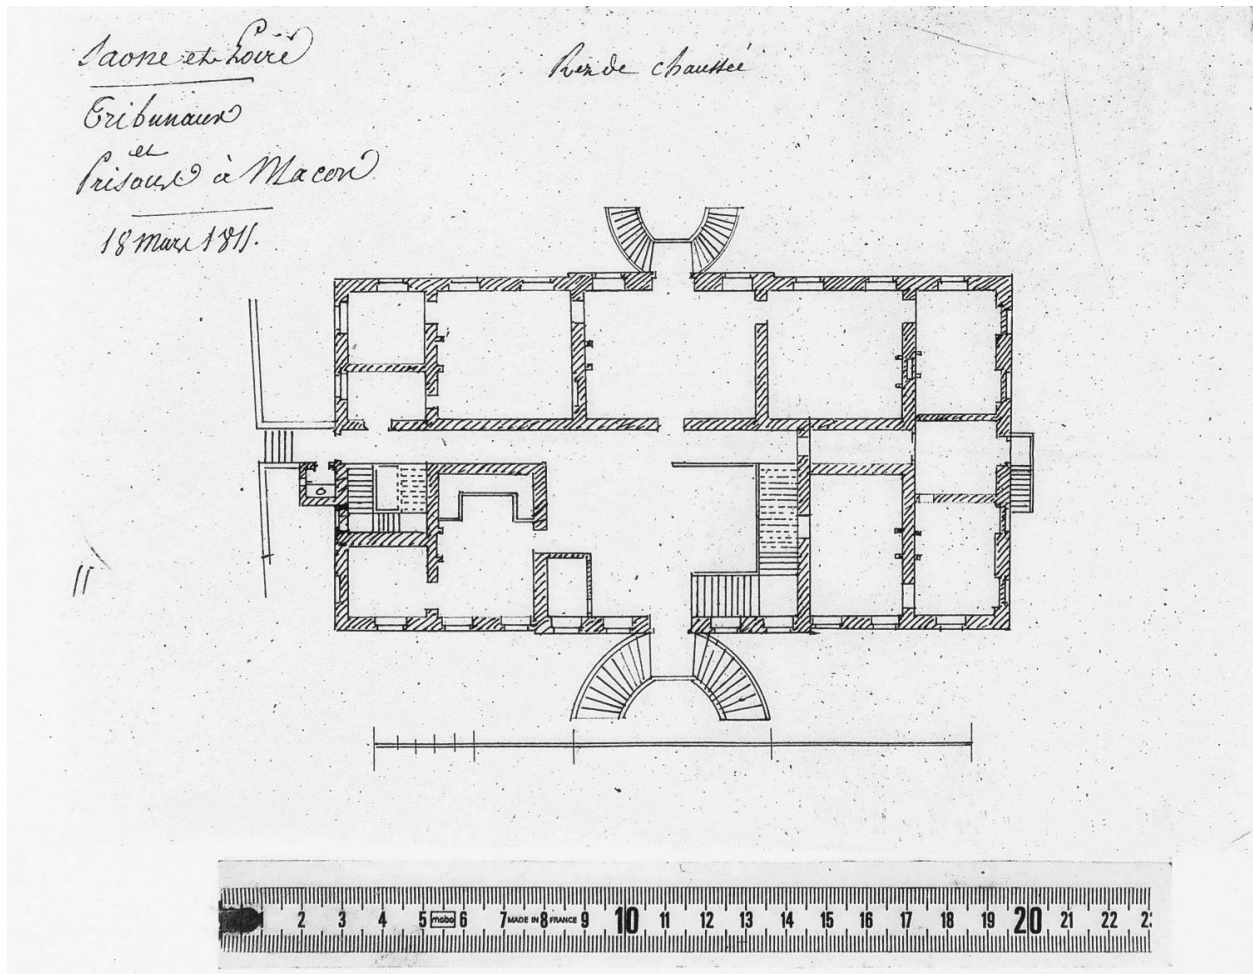 Saone et Loire
Rez de chaussée
Tribunaux
et
Prisons à Macon
18 Mars 1811.
2 3 4 5 mabo 6 7 MADE IN 8 FRANCE 9 10 11 12 13 14 15 16 17 18 19 20 21 22